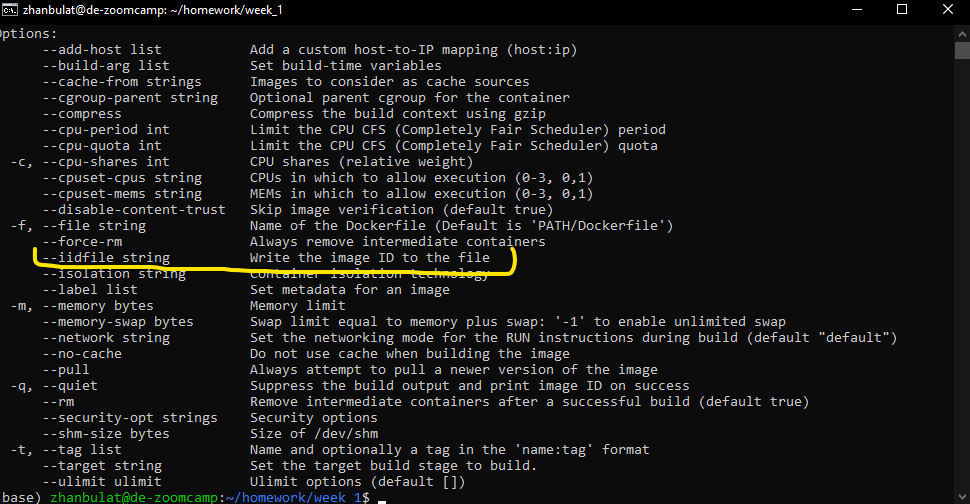 zhanbulat@de-zoomcamp: ~/homework/week_1
Options:
--add-host list Add a custom host-to-IP mapping (host:ip)
--build-arg list Set build-time variables
--cache-from strings Images to consider as cache sources
--cgroup-parent string Optional parent cgroup for the container
--compress Compress the build context using gzip
--cpu-period int Limit the CPU CFS (Completely Fair Scheduler) period
--cpu-quota int Limit the CPU CFS (Completely Fair Scheduler) quota
-c, --cpu-shares int CPU shares (relative weight)
--cpuset-cpus string CPUs in which to allow execution (0-3, 0,1)
--cpuset-mems string MEMs in which to allow execution (0-3, 0,1)
--disable-content-trust Skip image verification (default true)
-f, --file string Name of the Dockerfile (Default is 'PATH/Dockerfile')
--force-rm Always remove intermediate containers
--iidfile string Write the image ID to the file
--isolation string Container isolation technology
--label list Set metadata for an image
-m, --memory bytes Memory limit
--memory-swap bytes Swap limit equal to memory plus swap: '-1' to enable unlimited swap
--network string Set the networking mode for the RUN instructions during build (default "default")
--no-cache Do not use cache when building the image
--pull Always attempt to pull a newer version of the image
-q, --quiet Suppress the build output and print image ID on success
--rm Remove intermediate containers after a successful build (default true)
--security-opt strings Security options
--shm-size bytes Size of /dev/shm
-t, --tag list Name and optionally a tag in the 'name:tag' format
--target string Set the target build stage to build.
--ulimit ulimit Ulimit options (default [])
base) zhanbulat@de-zoomcamp:~/homework/week_1$